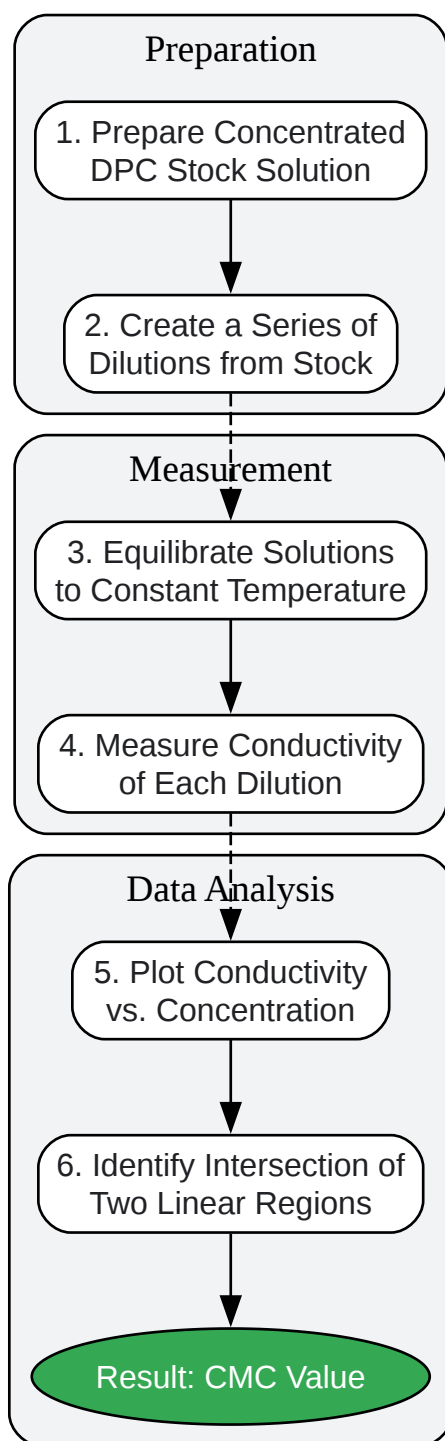 Preparation
1. Prepare Concentrated
DPC Stock Solution
2. Create a Series of
Dilutions from Stock
Measurement
3. Equilibrate Solutions
to Constant Temperature
4. Measure Conductivity
of Each Dilution
Data Analysis
5. Plot Conductivity
vs. Concentration
6. Identify Intersection of
Two Linear Regions
Result: CMC Value